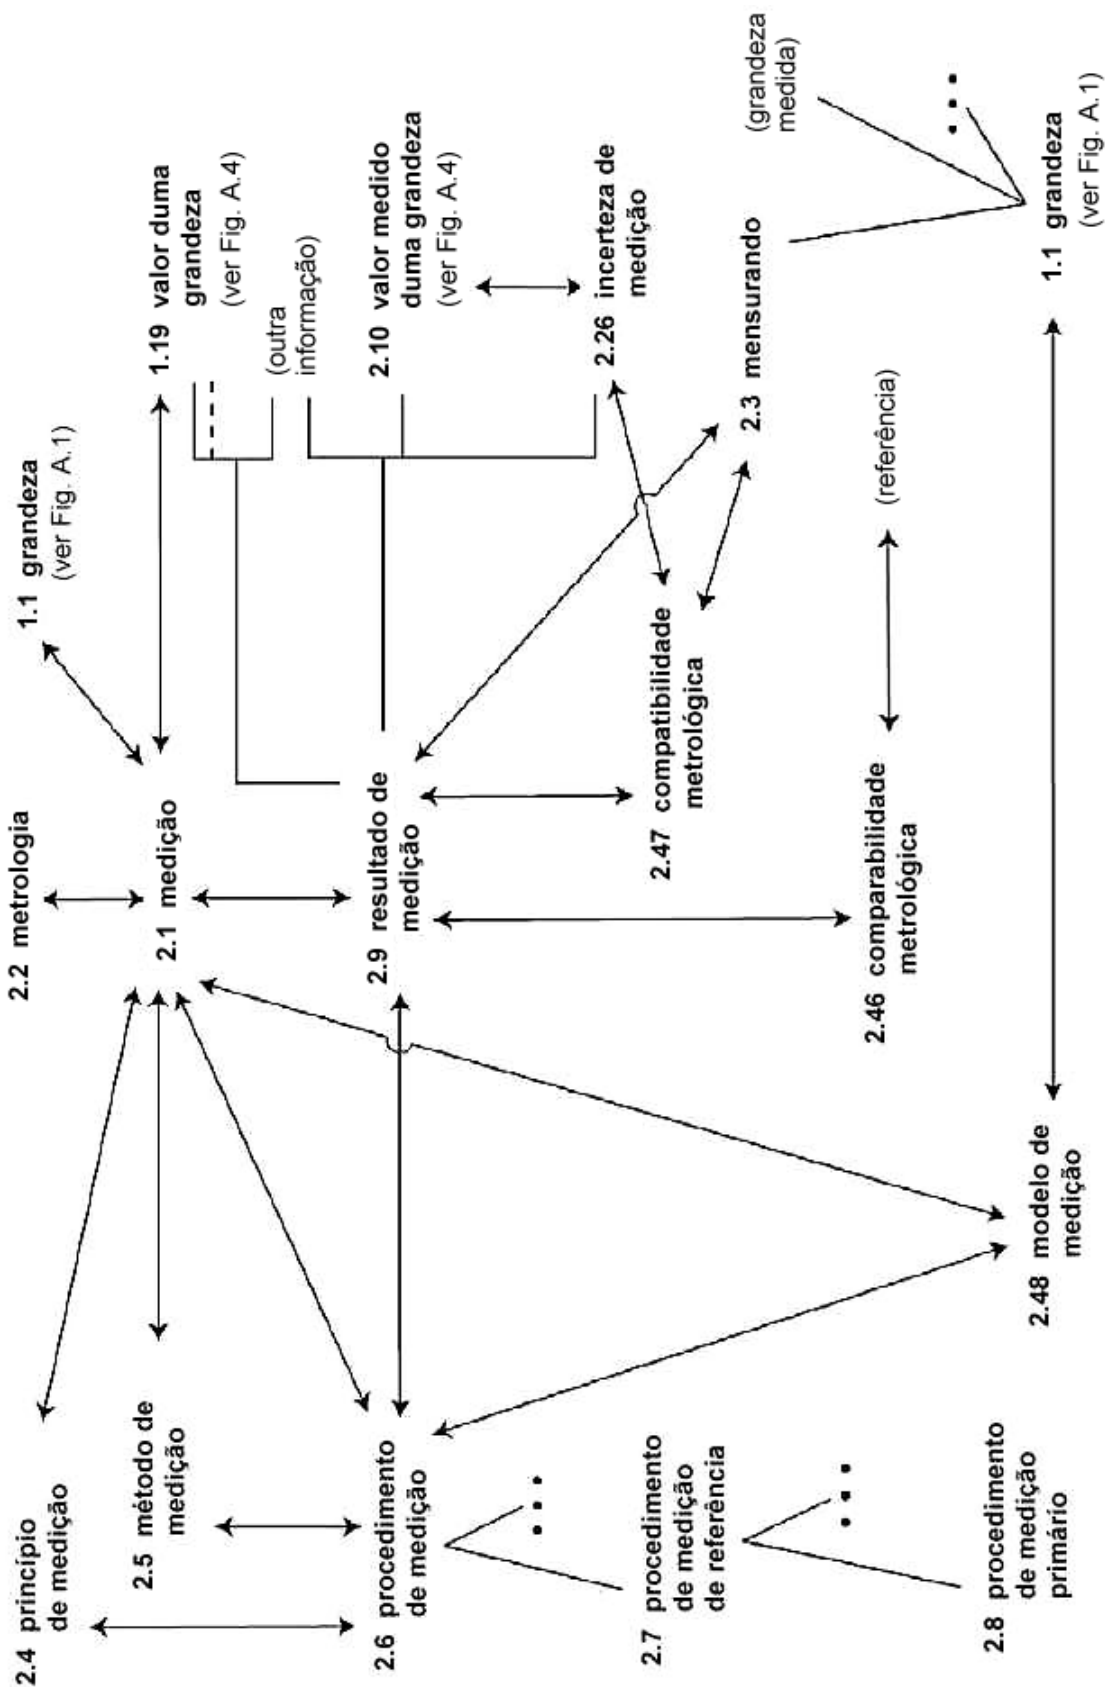 2.4 princípio
de medição
2.2 metrologia
1.1 grandeza
(ver Fig. A.1)
2.5 método de
medição
2.1 medição
1.19 valor duma
grandeza
(ver Fig. A.4)
(outra
informação)
2.6 procedimento
de medição
2.9 resultado de
medição
2.10 valor medido
duma grandeza
(ver Fig. A.4)
2.7 procedimento
de medição
de referência
2.47 compatibilidade
metrológica
2.26 incerteza de
medição
2.3 mensurando
(grandeza
medida)
2.46 comparabilidade
metrológica
(referência)
2.8 procedimento
de medição
primário
2.48 modelo de
medição
1.1 grandeza
(ver Fig. A.1)